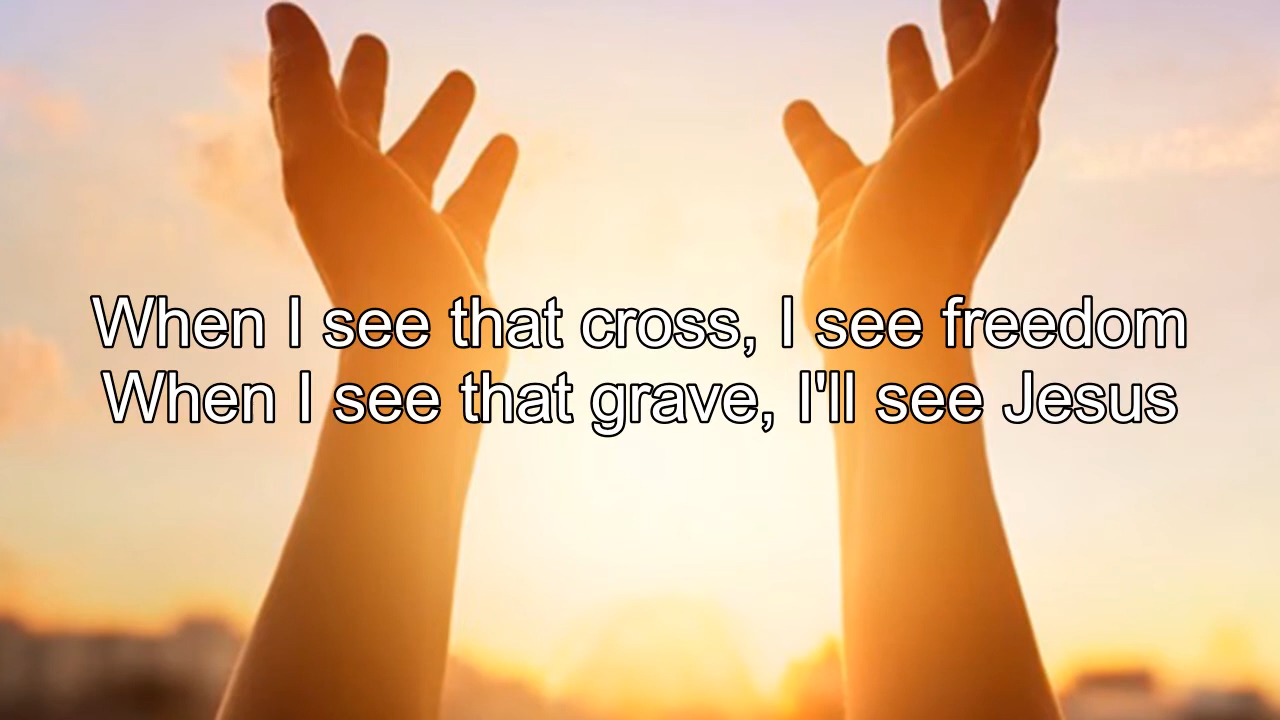 When I see that cross, I see freedom
When I see that grave, I'll see Jesus